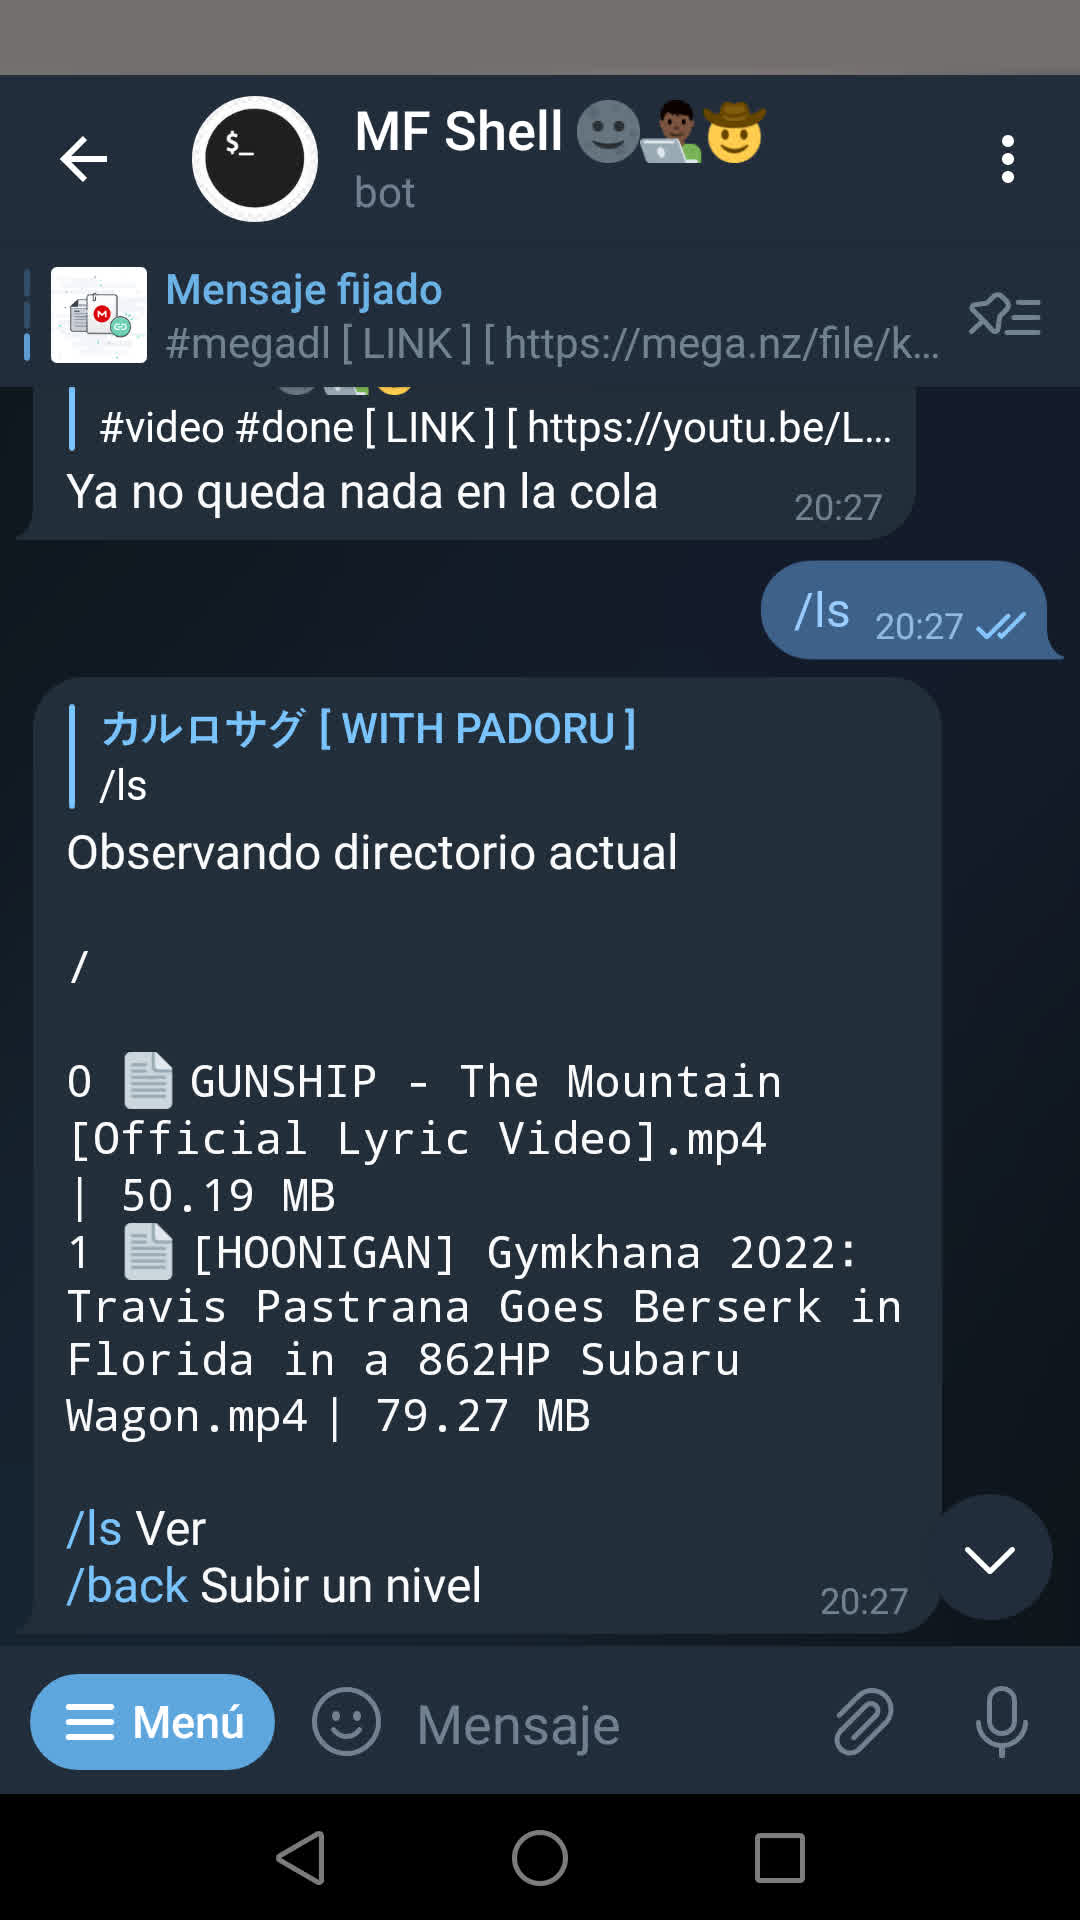 $_
MF Shell 🌚👨🏾‍💻🤠
bot
Mensaje fijado
#megadl [ LINK ] [ https://mega.nz/file/k...
#video #done [ LINK ] [ https://youtu.be/L...
Ya no queda nada en la cola
20:27
/ls 20:27
カルロサグ [ WITH PADORU ]
/ls
Observando directorio actual
/
0 📄 GUNSHIP - The Mountain
[Official Lyric Video].mp4
| 50.19 MB
1 📄 [HOONIGAN] Gymkhana 2022:
Travis Pastrana Goes Berserk in
Florida in a 862HP Subaru
Wagon.mp4 | 79.27 MB
/ls Ver
/back Subir un nivel
20:27
Menú
Mensaje